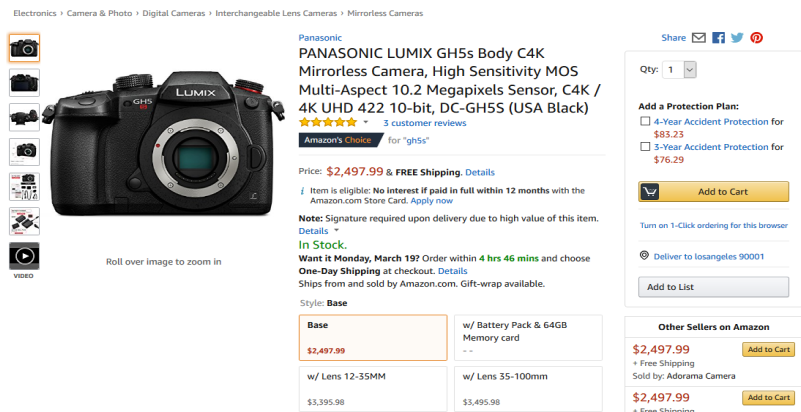 Electronics › Camera & Photo › Digital Cameras › Interchangeable Lens Cameras › Mirrorless Cameras
LUMIX
GH5S
Roll over image to zoom in
VIDEO
Panasonic
PANASONIC LUMIX GH5s Body C4K
Mirrorless Camera, High Sensitivity MOS
Multi-Aspect 10.2 Megapixels Sensor, C4K /
4K UHD 422 10-bit, DC-GH5S (USA Black)
3 customer reviews
Amazon's Choice for "gh5s"
Price: $2,497.99 & FREE Shipping. Details
Item is eligible: No interest if paid in full within 12 months with the
Amazon.com Store Card. Apply now
Note: Signature required upon delivery due to high value of this item.
Details
In Stock.
Want it Monday, March 19? Order within 4 hrs 46 mins and choose
One-Day Shipping at checkout. Details
Ships from and sold by Amazon.com. Gift-wrap available.
Style: Base
Base
$2,497.99
w/ Battery Pack & 64GB
Memory card
- -
w/ Lens 12-35MM
$3,395.98
w/ Lens 35-100mm
$3,495.98
Share
Qty: 1
Add a Protection Plan:
4-Year Accident Protection for
$83.23
3-Year Accident Protection for
$76.29
Add to Cart
Turn on 1-Click ordering for this browser
Deliver to losangeles 90001
Add to List
Other Sellers on Amazon
$2,497.99 Add to Cart
+ Free Shipping
Sold by: Adorama Camera
$2,497.99 Add to Cart
+ Free Shipping